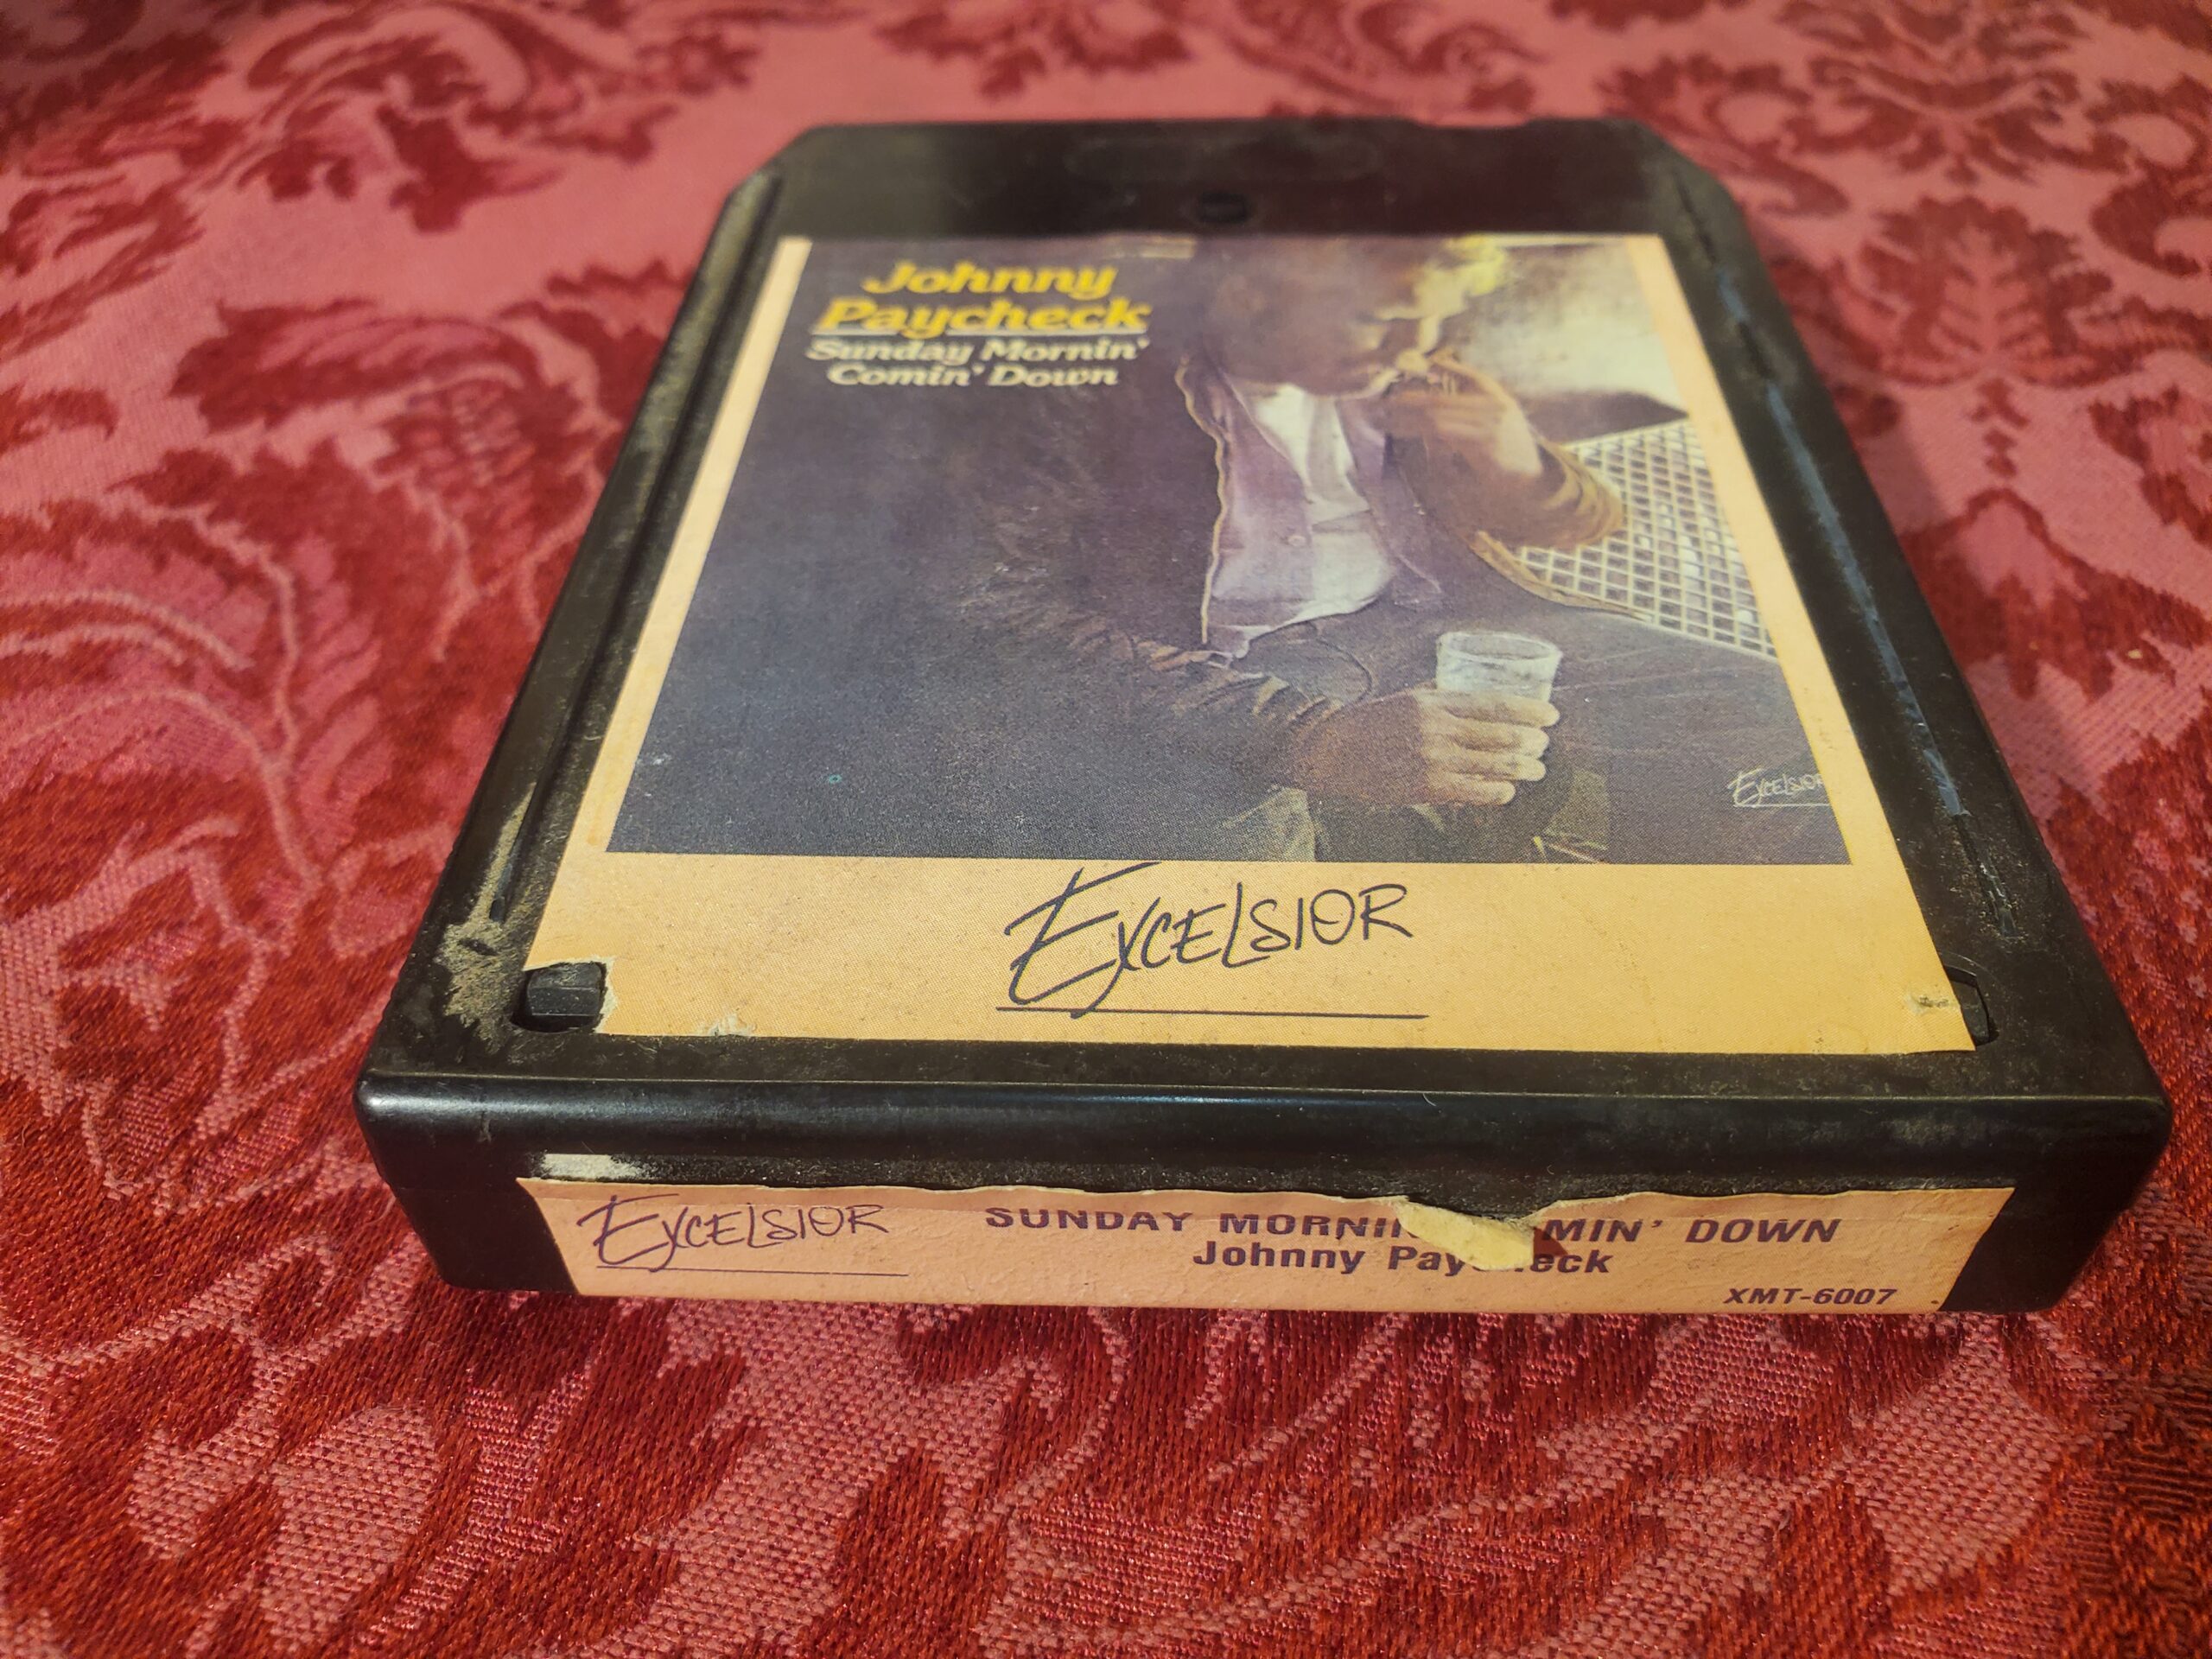 Johnny
Paycheck
Sunday Mornin'
Comin' Down
EXCELSIOR
EXCELSIOR
EXCELSIOR
SUNDAY MORNIN MIN' DOWN
Johnny Pay eck
XMT-6007